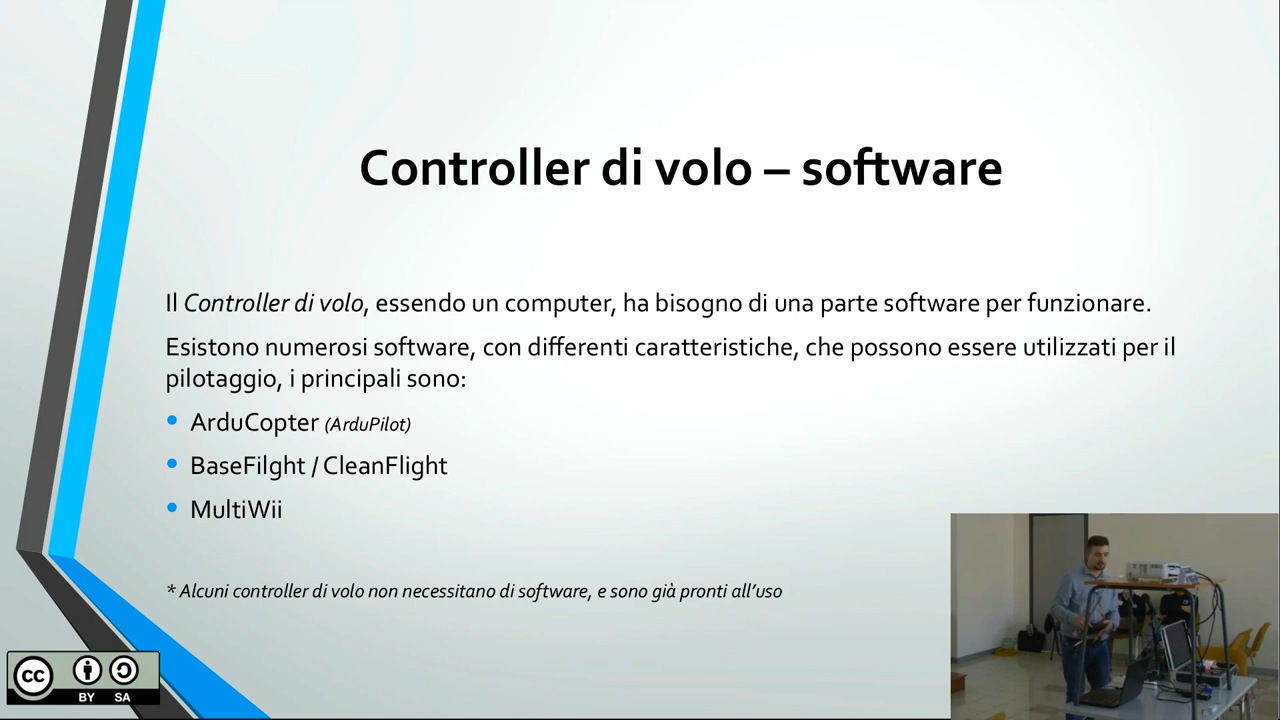 Controller di volo – software
Il Controller di volo, essendo un computer, ha bisogno di una parte software per funzionare.
Esistono numerosi software, con differenti caratteristiche, che possono essere utilizzati per il
pilotaggio, i principali sono:
ArduCopter (ArduPilot)
BaseFilght / CleanFlight
MultiWii
* Alcuni controller di volo non necessitano di software, e sono già pronti all’uso
cc
BY SA